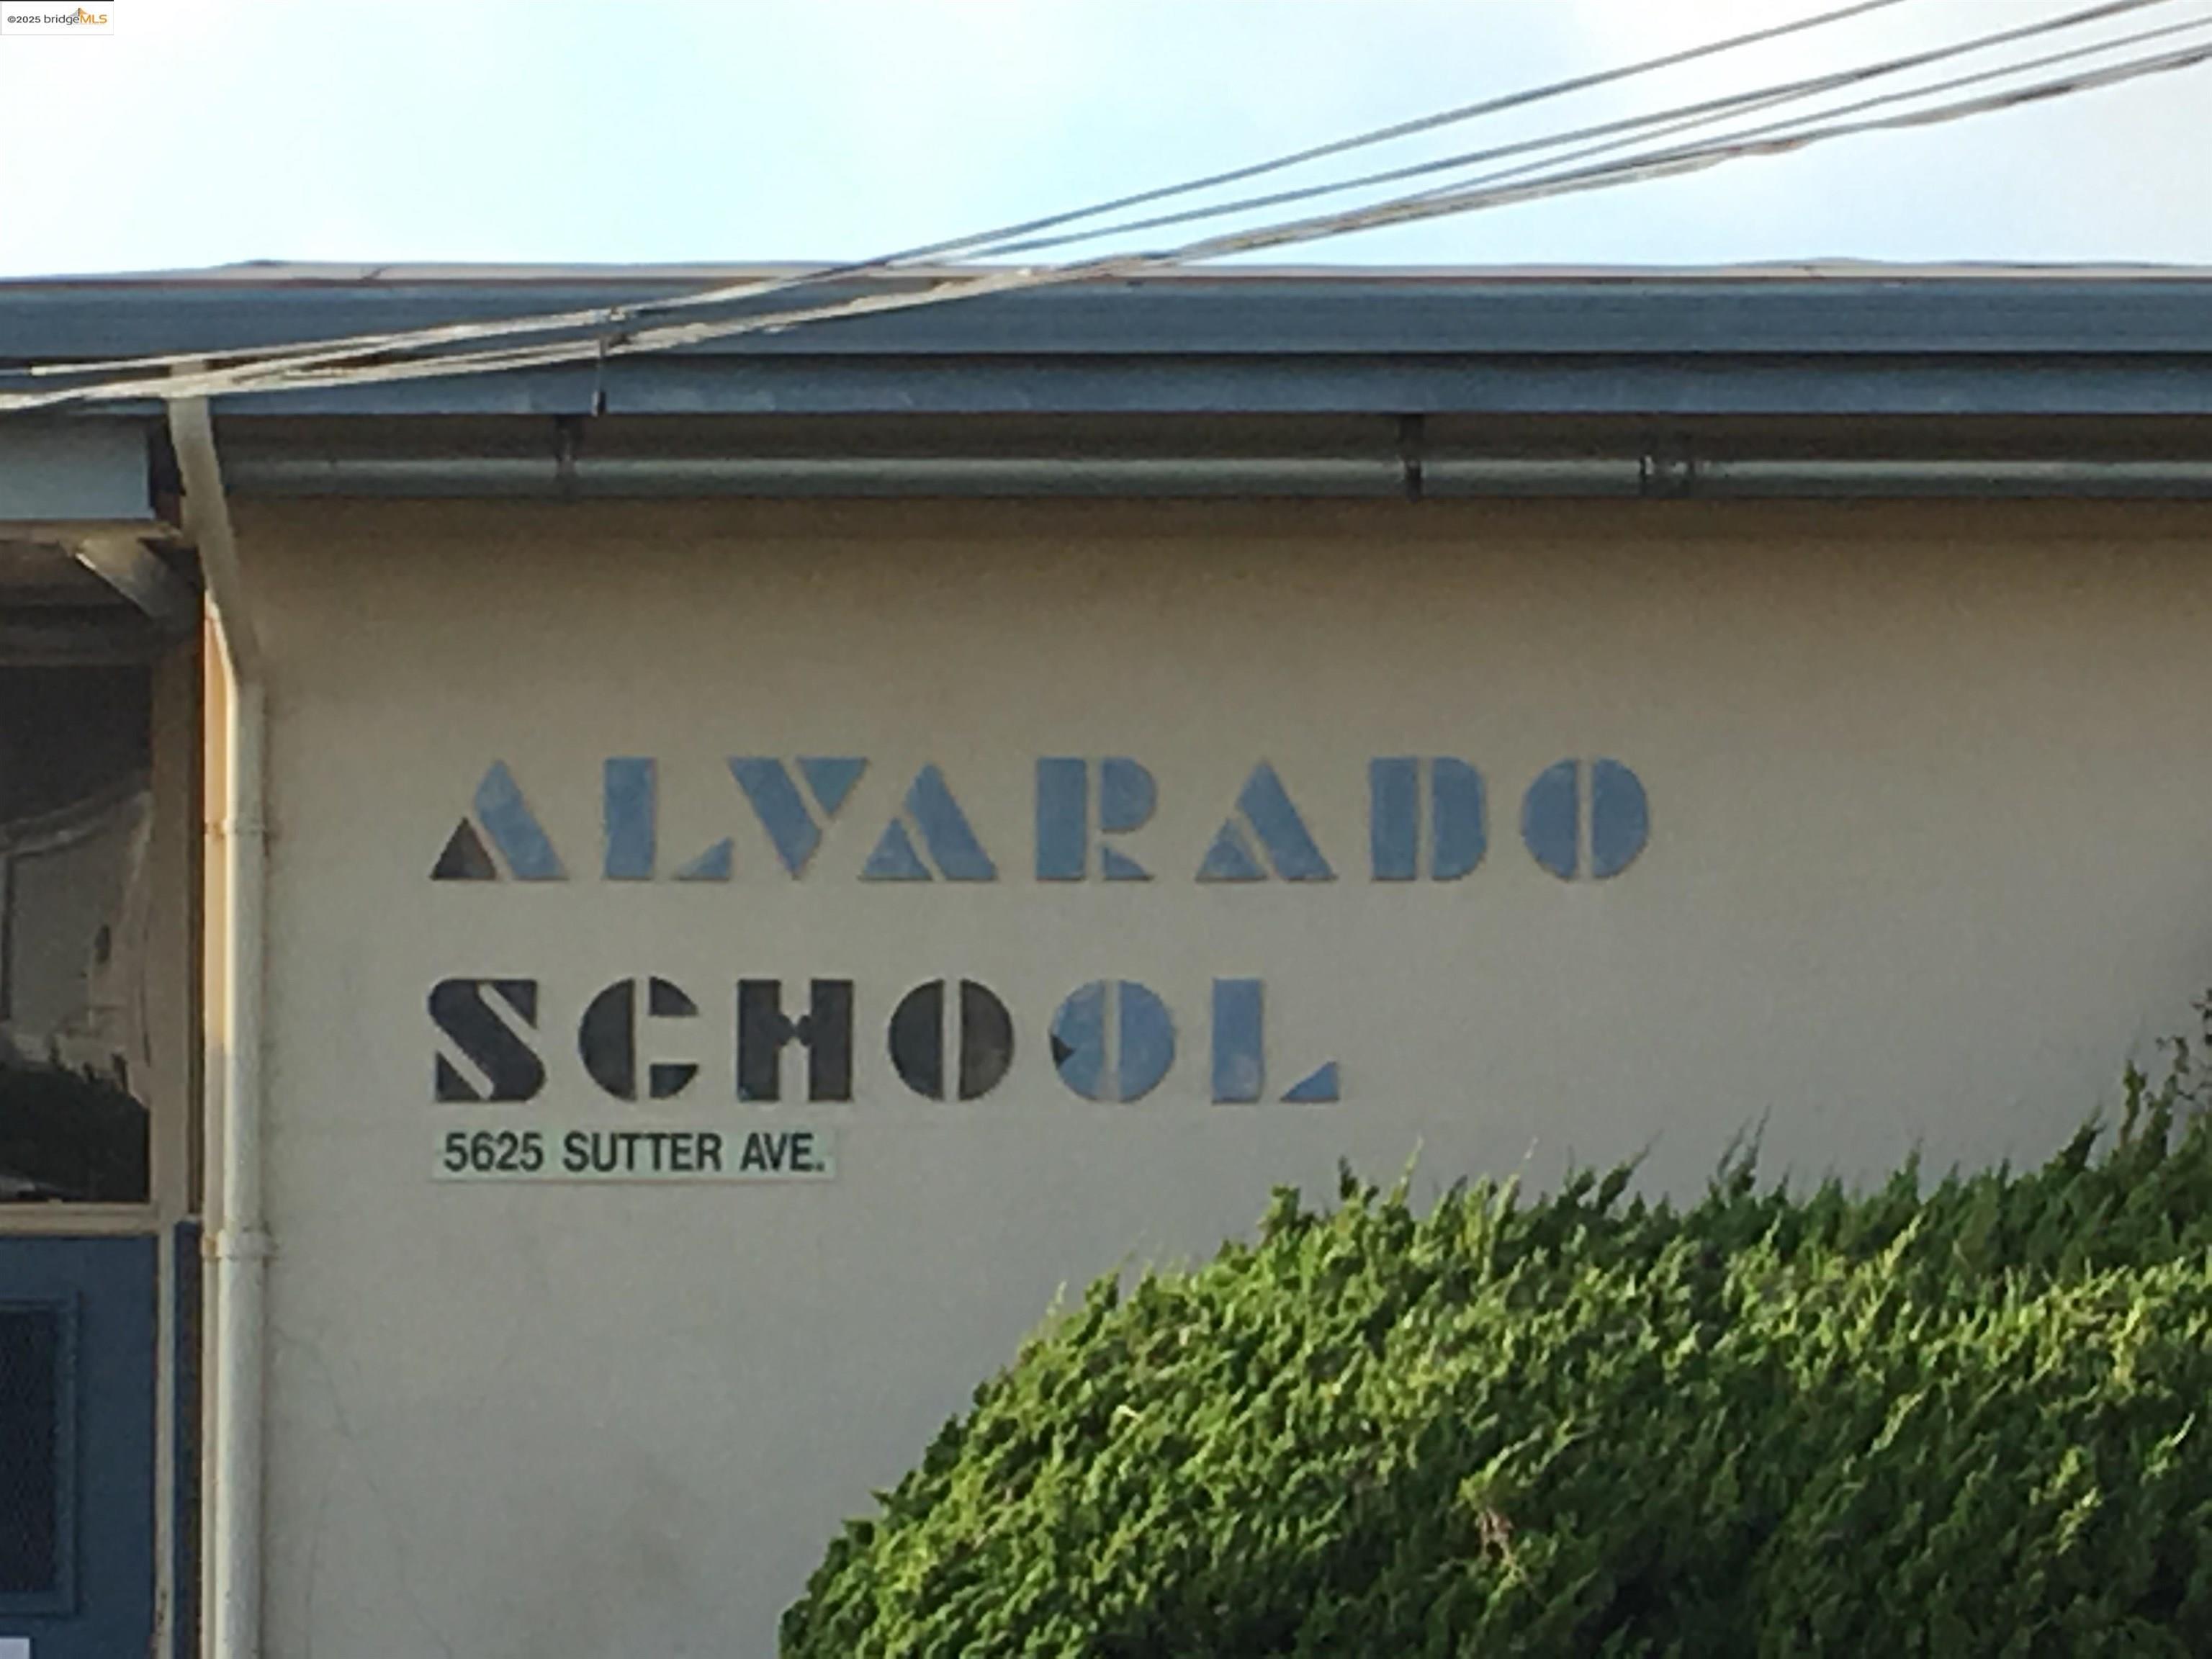 ©2025 bridgeMLS
ALVARADO
SCHOOL
5625 SUTTER AVE.